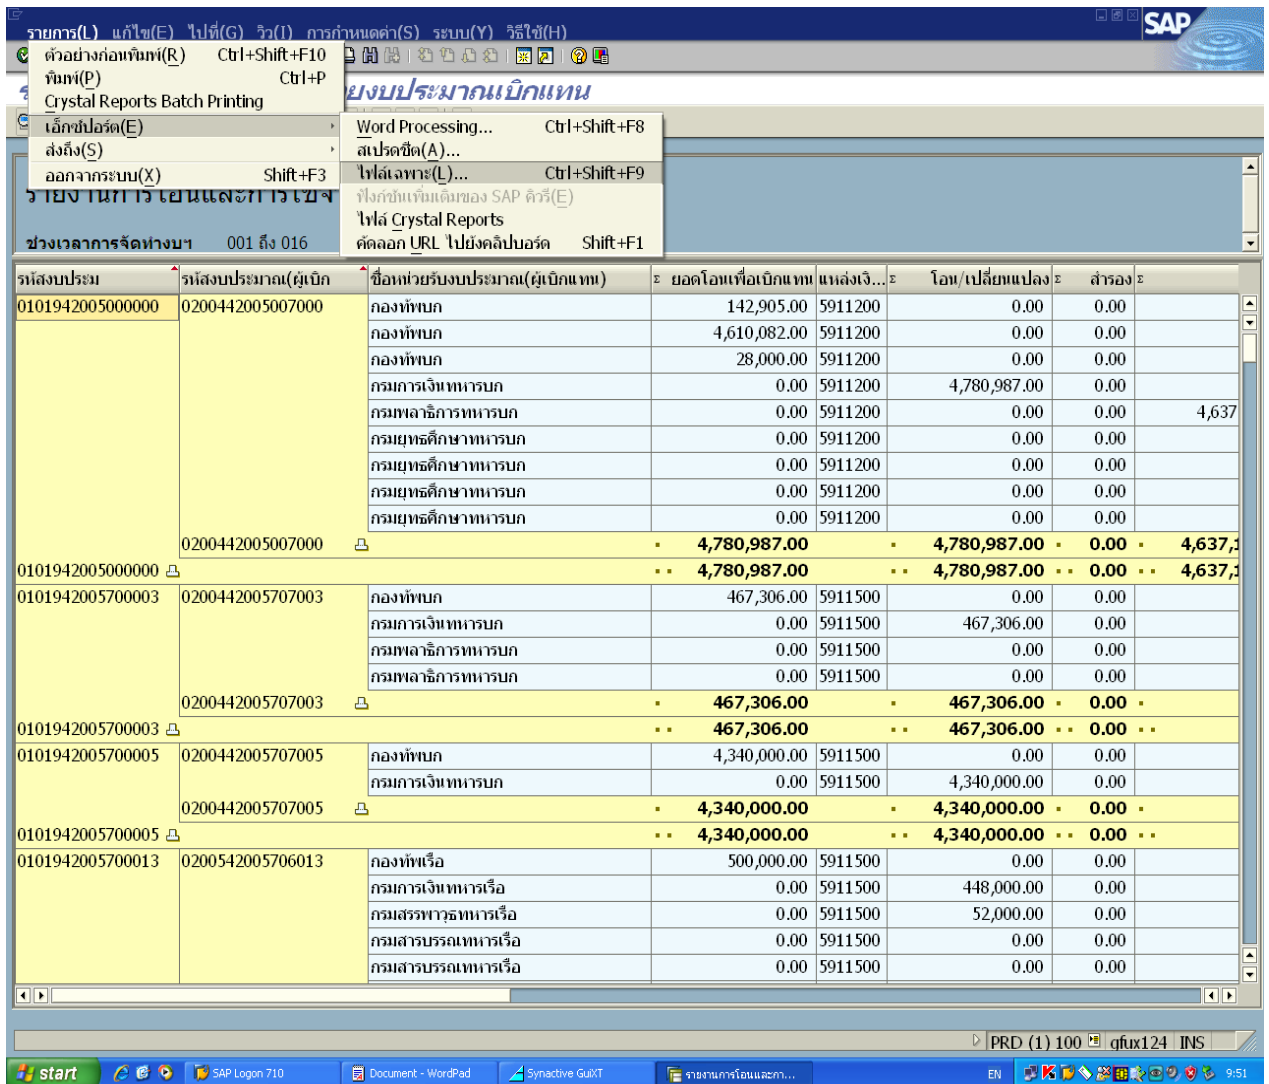 รายการ(L) แก้ไข(E) ไปที่(G) วิว(I) การกำหนดค่า(S) ระบบ(Y) วิธีใช้(H)
SAP
ตัวอย่างก่อนพิมพ์(R) Ctrl+Shift+F10
พิมพ์(P) Ctrl+P
Crystal Reports Batch Printing
เอ็กซ์ปอร์ต(E)
ส่งถึง(S)
ออกจากระบบ(X) Shift+F3
ยงบประมาณเบิกแทน
Word Processing... Ctrl+Shift+F8
สเปรดชีต(A)...
ไฟล์เฉพาะ(L)... Ctrl+Shift+F9
ฟังก์ชันเพิ่มเติมของ SAP คิวรี(E)
ไฟล์ Crystal Reports
คัดลอก URL ไปยังคลิปบอร์ด Shift+F1
รายงานการโอนและการใช้จ
ช่วงเวลาการจัดทำงบฯ 001 ถึง 016
รหัสงบประม รหัสงบประมาณ(ผู้เบิก ชื่อหน่วยรับงบประมาณ(ผู้เบิกแทน) Σ ยอดโอนเพื่อเบิกแทน แหล่งเงิ... Σ โอน/เปลี่ยนแปลง Σ สำรอง Σ
0101942005000000 0200442005007000 กองทัพบก 142,905.00 5911200 0.00 0.00
กองทัพบก 4,610,082.00 5911200 0.00 0.00
กองทัพบก 28,000.00 5911200 0.00 0.00
กรมการเงินทหารบก 0.00 5911200 4,780,987.00 0.00
กรมพลาธิการทหารบก 0.00 5911200 0.00 0.00 4,637
กรมยุทธศึกษาทหารบก 0.00 5911200 0.00 0.00
กรมยุทธศึกษาทหารบก 0.00 5911200 0.00 0.00
กรมยุทธศึกษาทหารบก 0.00 5911200 0.00 0.00
กรมยุทธศึกษาทหารบก 0.00 5911200 0.00 0.00
0200442005007000 4,780,987.00 4,780,987.00 0.00 4,637,1
0101942005000000 4,780,987.00 4,780,987.00 0.00 4,637,1
0101942005700003 0200442005707003 กองทัพบก 467,306.00 5911500 0.00 0.00
กรมการเงินทหารบก 0.00 5911500 467,306.00 0.00
กรมพลาธิการทหารบก 0.00 5911500 0.00 0.00
กรมพลาธิการทหารบก 0.00 5911500 0.00 0.00
0200442005707003 467,306.00 467,306.00 0.00
0101942005700003 467,306.00 467,306.00 0.00
0101942005700005 0200442005707005 กองทัพบก 4,340,000.00 5911500 0.00 0.00
กรมการเงินทหารบก 0.00 5911500 4,340,000.00 0.00
0200442005707005 4,340,000.00 4,340,000.00 0.00
0101942005700005 4,340,000.00 4,340,000.00 0.00
0101942005700013 0200542005706013 กองทัพเรือ 500,000.00 5911500 0.00 0.00
กรมการเงินทหารเรือ 0.00 5911500 448,000.00 0.00
กรมสรรพาวุธทหารเรือ 0.00 5911500 52,000.00 0.00
กรมสารบรรณทหารเรือ 0.00 5911500 0.00 0.00
กรมสารบรรณทหารเรือ 0.00 5911500 0.00 0.00
PRD (1) 100 qfux124 INS
start SAP Logon 710 Document - WordPad Synactive GuiXT รายงานการโอนและกา... EN 9:51